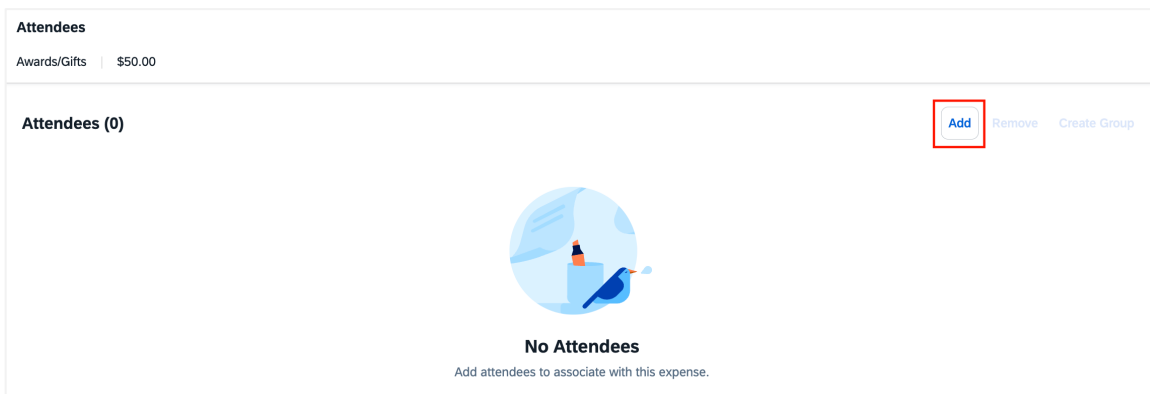 Attendees
Awards/Gifts | $50.00
Attendees (0) Add Remove Create Group
No Attendees
Add attendees to associate with this expense.